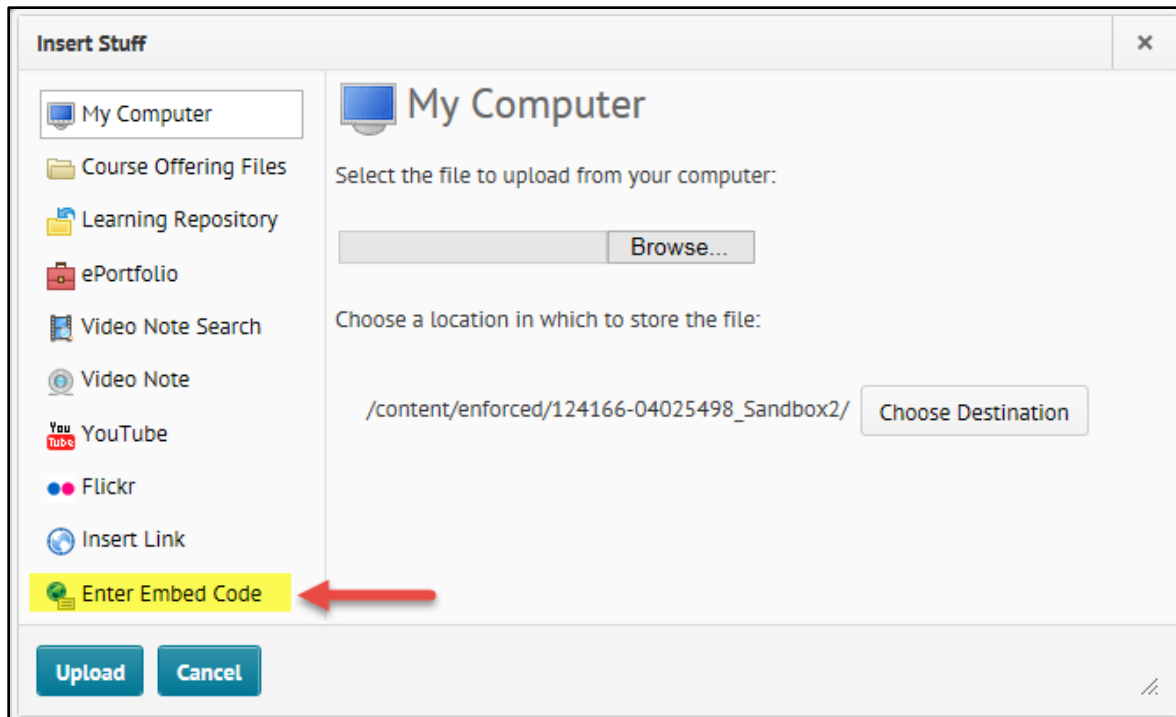 Insert Stuff
My Computer
Course Offering Files
Learning Repository
ePortfolio
Video Note Search
Video Note
You
Tube
YouTube
Flickr
Insert Link
Enter Embed Code
My Computer
Select the file to upload from your computer:
Browse...
Choose a location in which to store the file:
/content/enforced/124166-04025498_Sandbox2/ Choose Destination
Upload Cancel